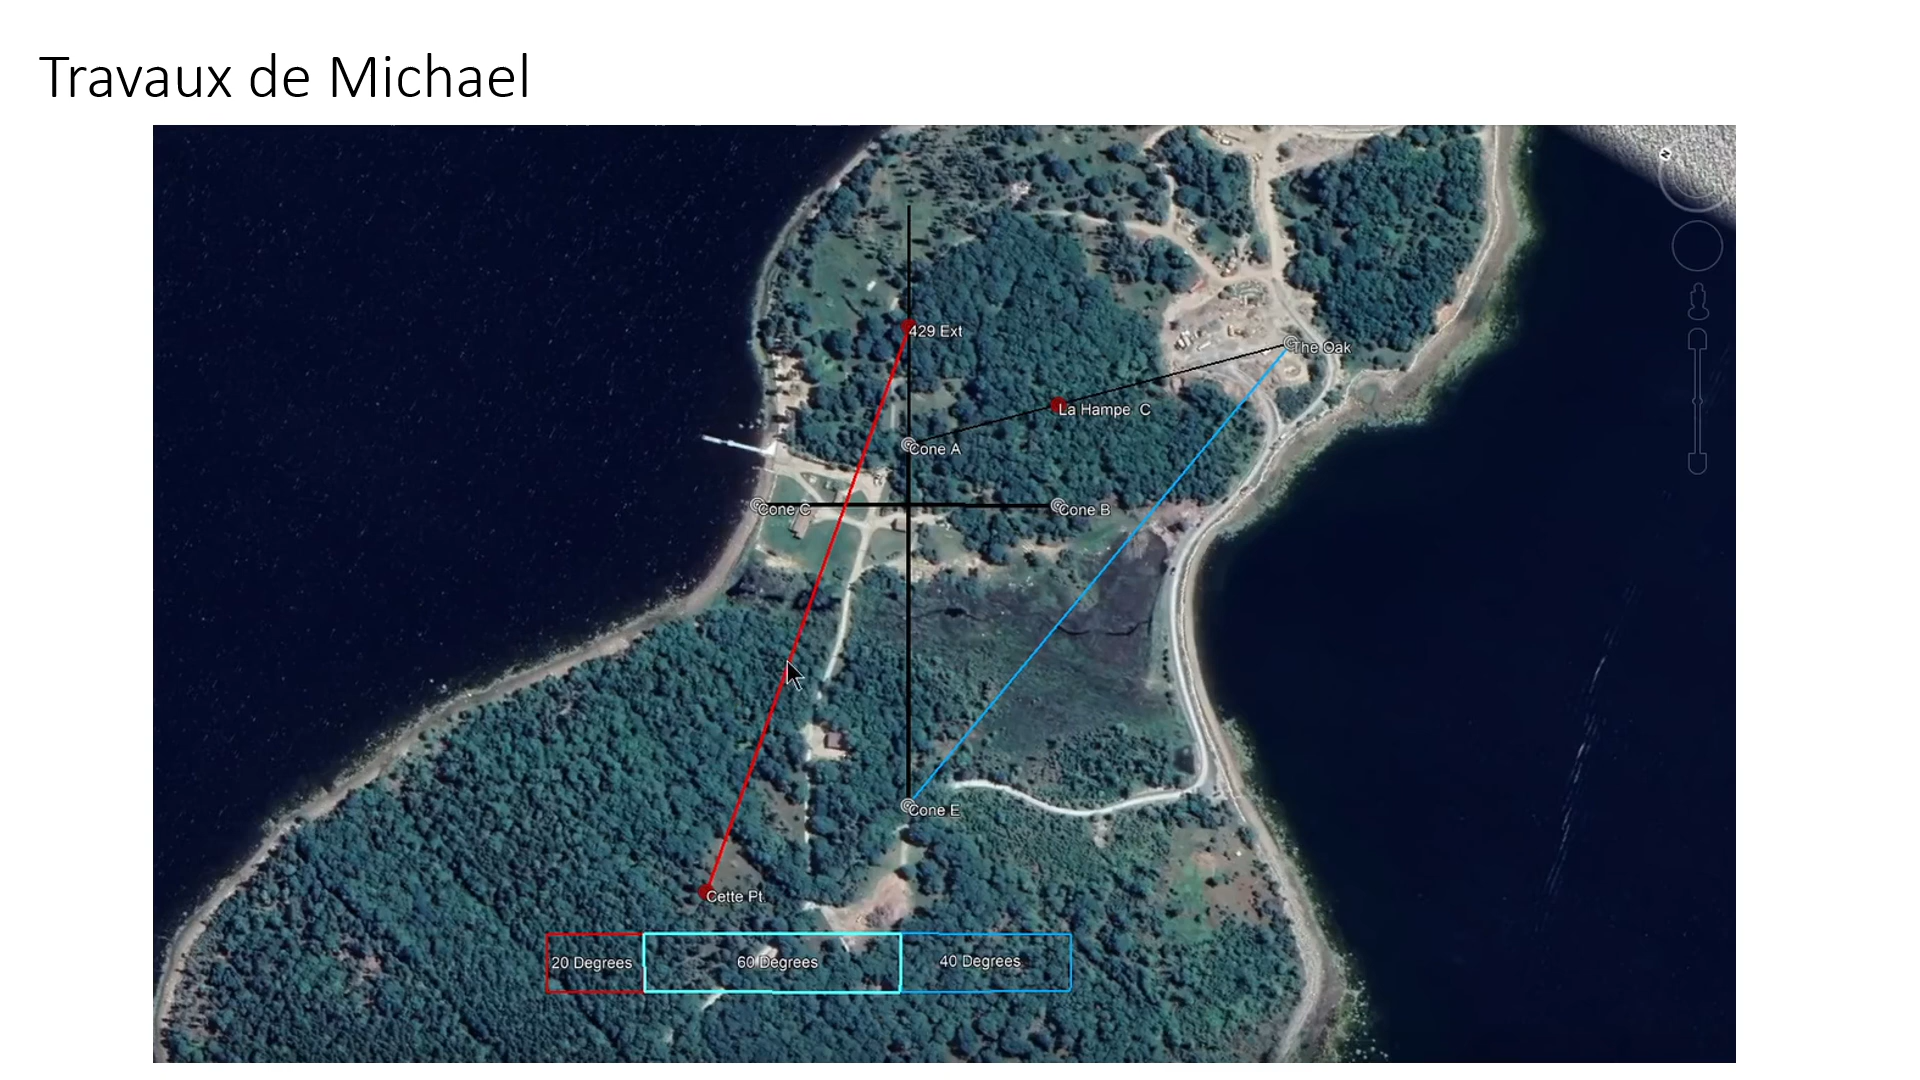 Travaux de Michael
N
429 Ext
The Oak
La Hampe C
Cone A
Cone C
Cone B
Cone E
Cette Pt.
20 Degrees
60 Degrees
40 Degrees